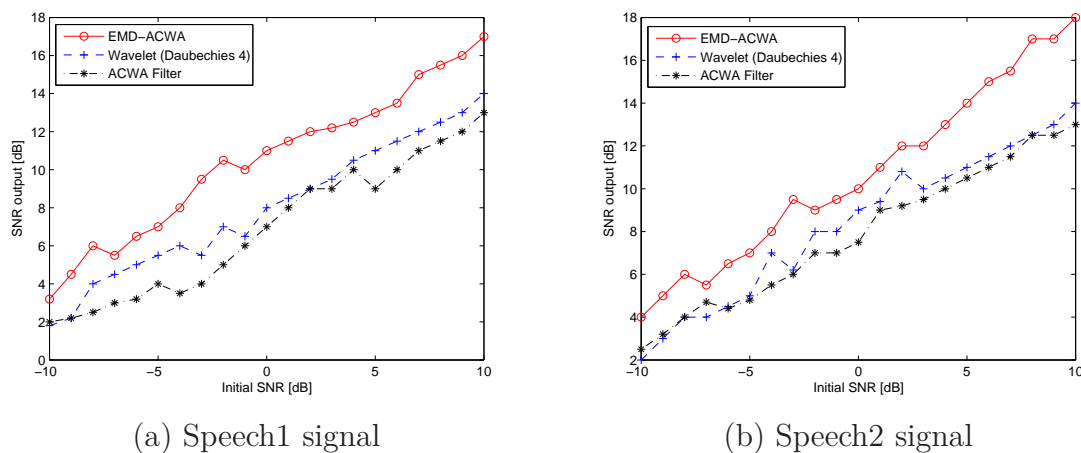 18
16
14
12
10
8
6
4
2
0
SNR output [dB]
−10
−5
0
5
10
Initial SNR [dB]
EMD−ACWA
Wavelet (Daubechies 4)
ACWA Filter
(a) Speech1 signal
18
16
14
12
10
8
6
4
2
SNR output [dB]
−10
−5
0
5
10
Initial SNR [dB]
EMD−ACWA
Wavelet (Daubechies 4)
ACWA Filter
(b) Speech2 signal